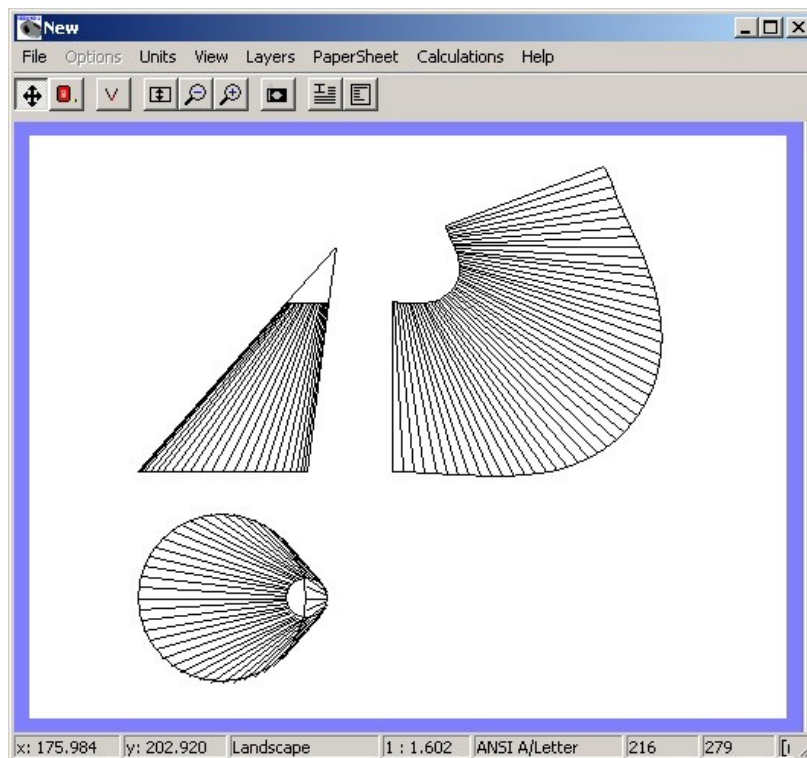 New
File Options Units View Layers PaperSheet Calculations Help
x: 175.984 y: 202.920 Landscape 1 : 1.602 ANSI A/Letter 216 279